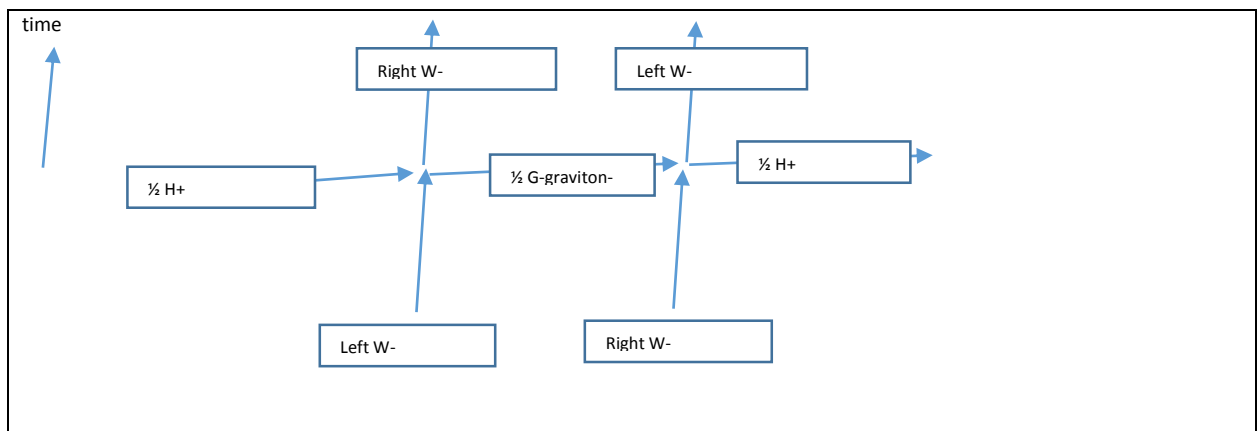 time
Right W-
Left W-
½ H+
½ G-graviton-
½ H+
Left W-
Right W-